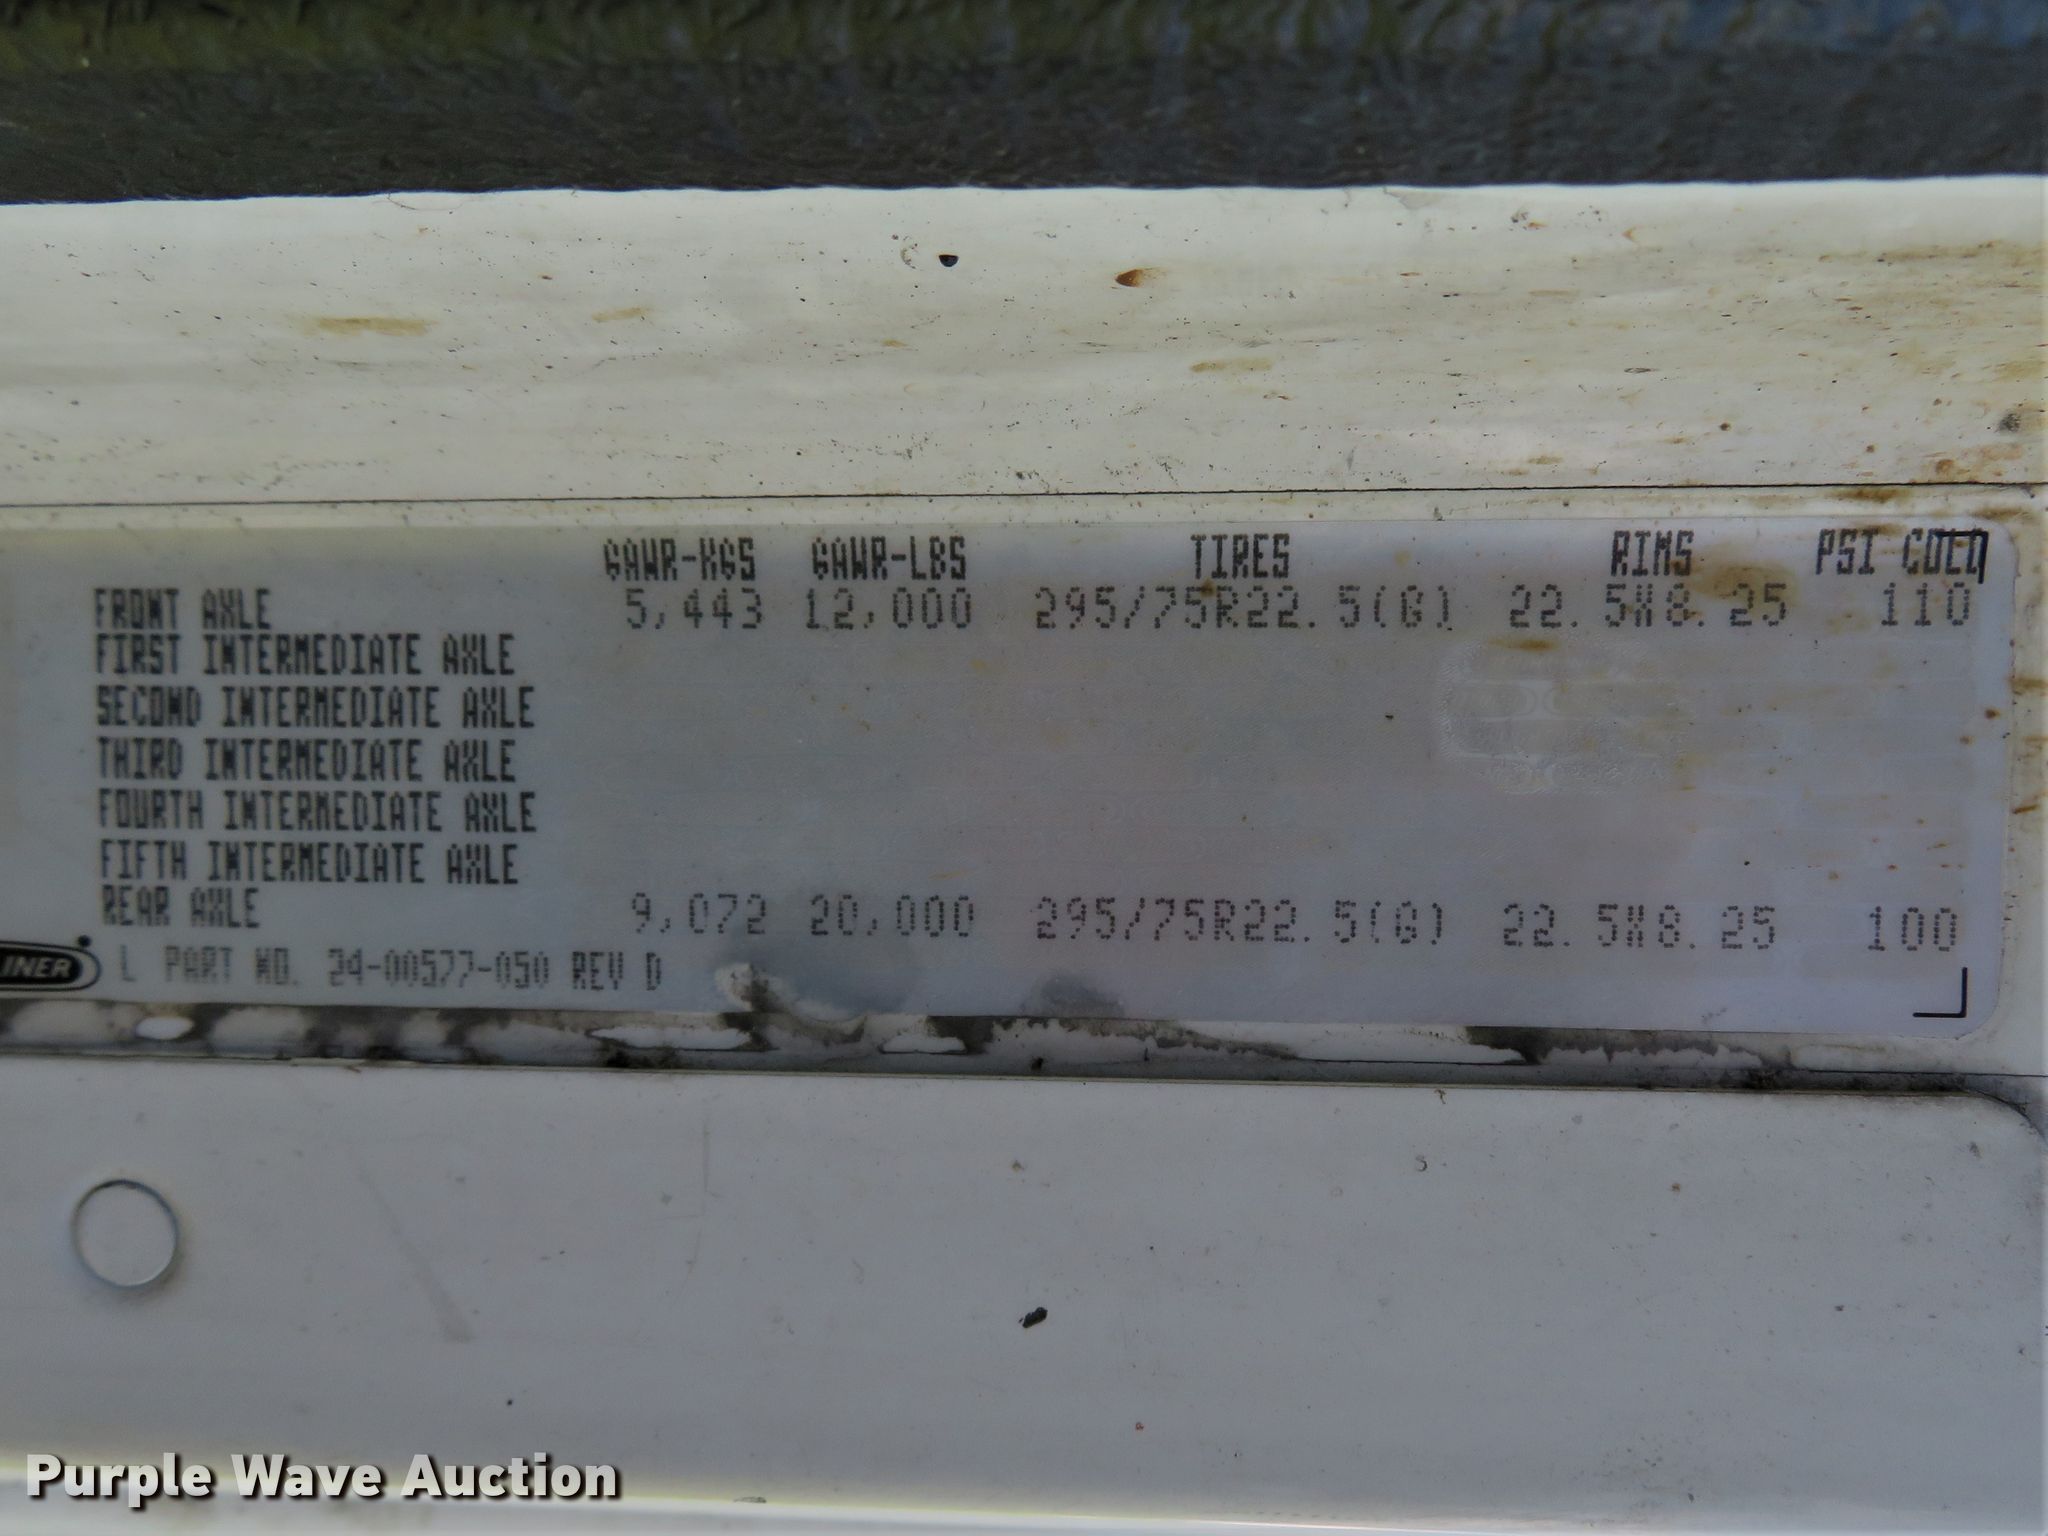 GAWR-KGS GAWR-LBS TIRES RIMS PSI COLD
FRONT AXLE 5,443 12,000 295/75R22.5(G) 22.5X8.25 110
FIRST INTERMEDIATE AXLE
SECOND INTERMEDIATE AXLE
THIRD INTERMEDIATE AXLE
FOURTH INTERMEDIATE AXLE
FIFTH INTERMEDIATE AXLE
REAR AXLE 9,072 20,000 295/75R22.5(G) 22.5X8.25 100
LINER L PART NO. 24-00577-050 REV D
Purple Wave Auction